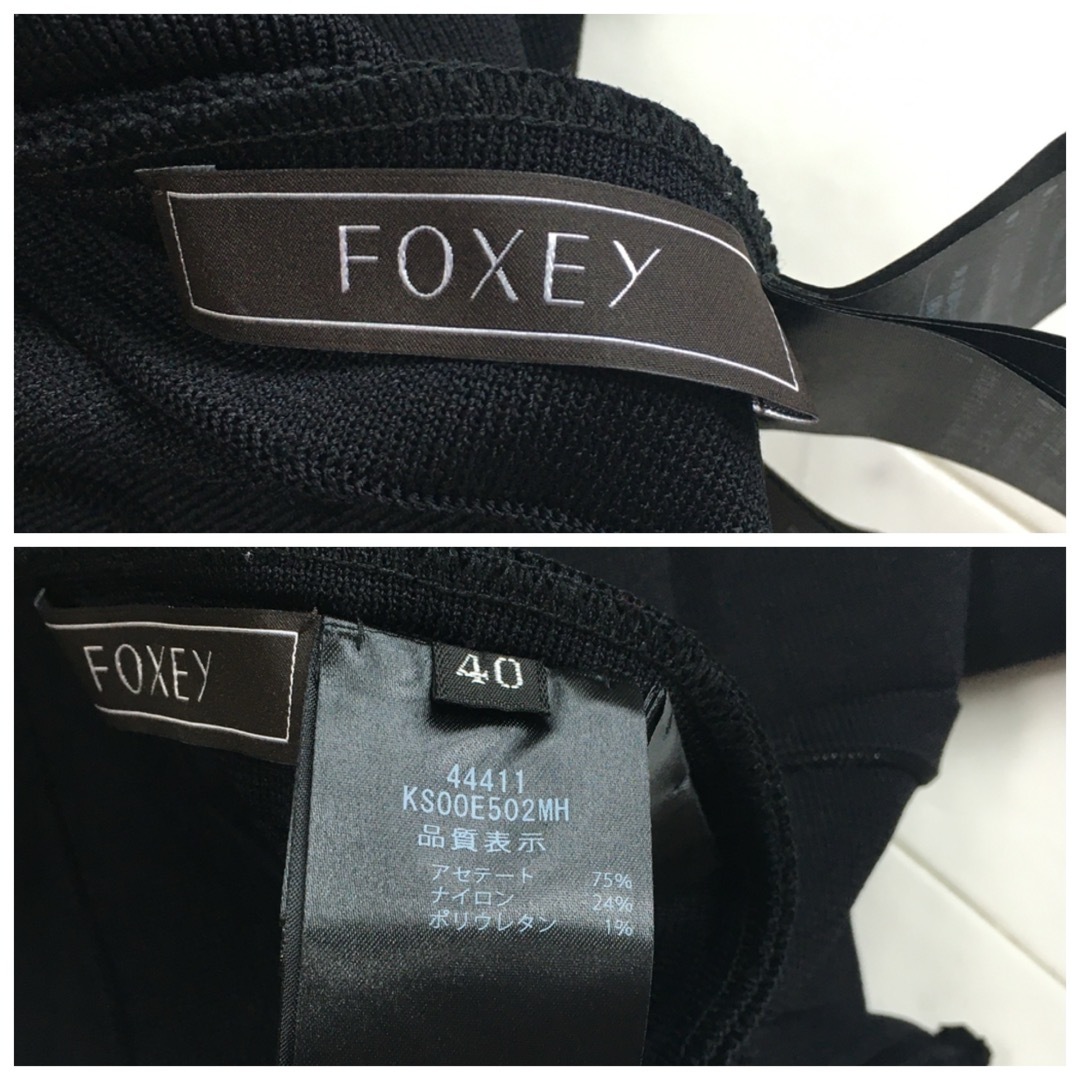 FOXEY
FOXEY
40
44411
KS00E502MH
品質表示
アセテート 75%
ナイロン 24%
ポリウレタン 1%